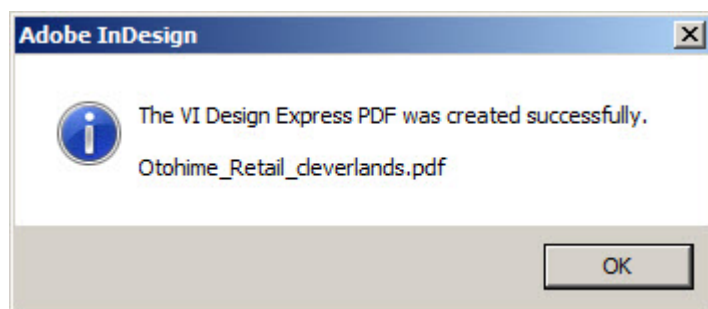 Adobe InDesign
The VI Design Express PDF was created successfully.
Otohime_Retail_cleverlands.pdf
OK